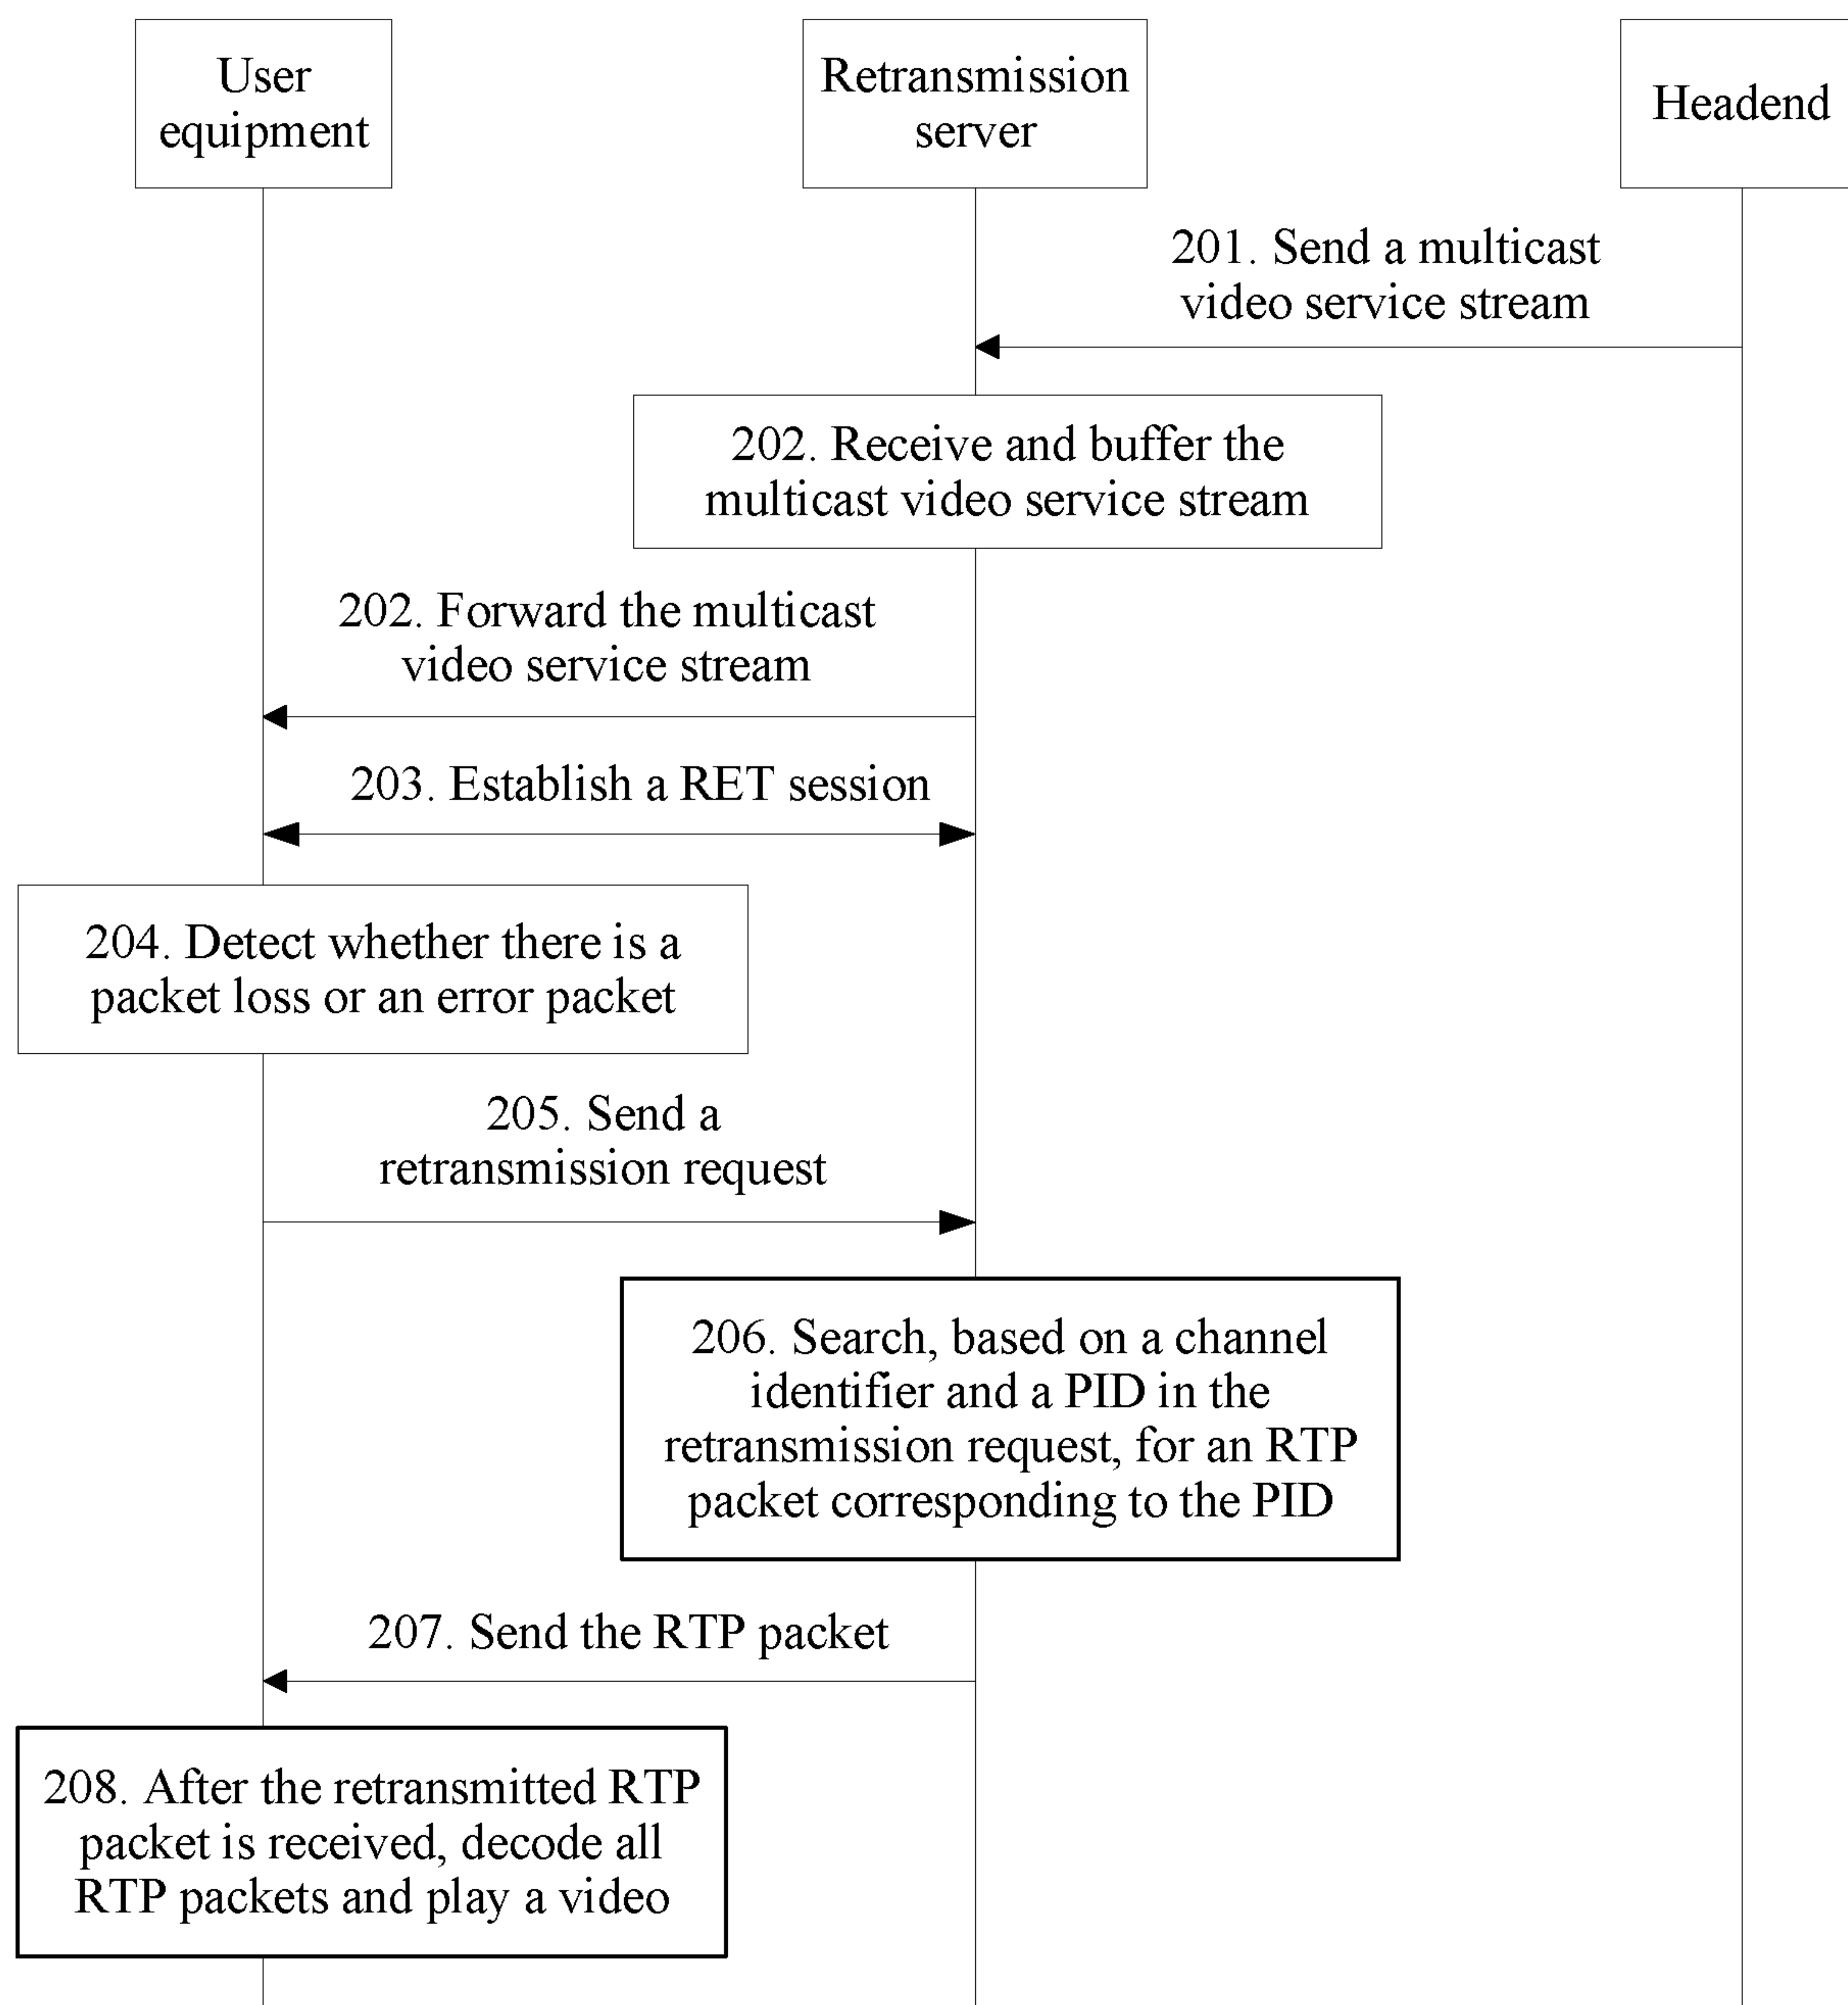 User
equipment
Retransmission
server
Headend
201. Send a multicast
video service stream
202. Receive and buffer the
multicast video service stream
202. Forward the multicast
video service stream
203. Establish a RET session
204. Detect whether there is a
packet loss or an error packet
205. Send a
retransmission request
206. Search, based on a channel
identifier and a PID in the
retransmission request, for an RTP
packet corresponding to the PID
207. Send the RTP packet
208. After the retransmitted RTP
packet is received, decode all
RTP packets and play a video